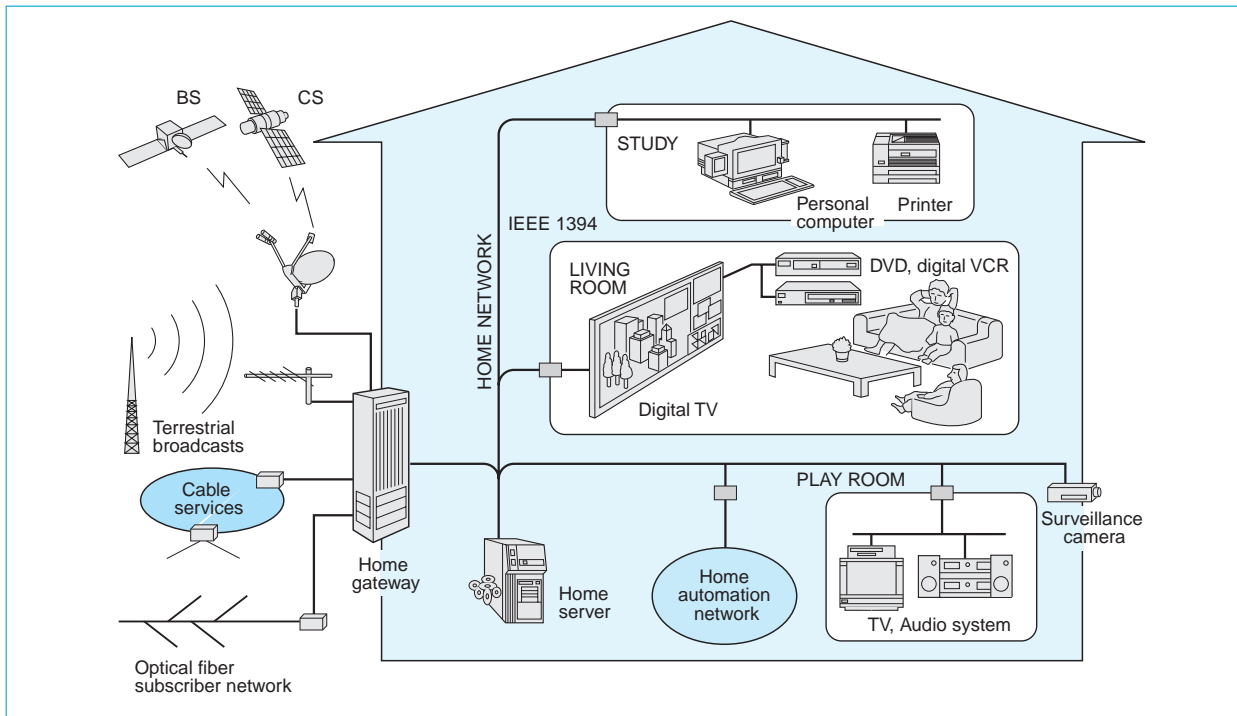 BS
CS
STUDY
Personal
computer
Printer
IEEE 1394
HOME NETWORK
LIVING
ROOM
DVD, digital VCR
Digital TV
Terrestrial
broadcasts
Cable
services
Home
gateway
Optical fiber
subscriber network
Home
server
Home
automation
network
PLAY ROOM
TV, Audio system
Surveillance
camera